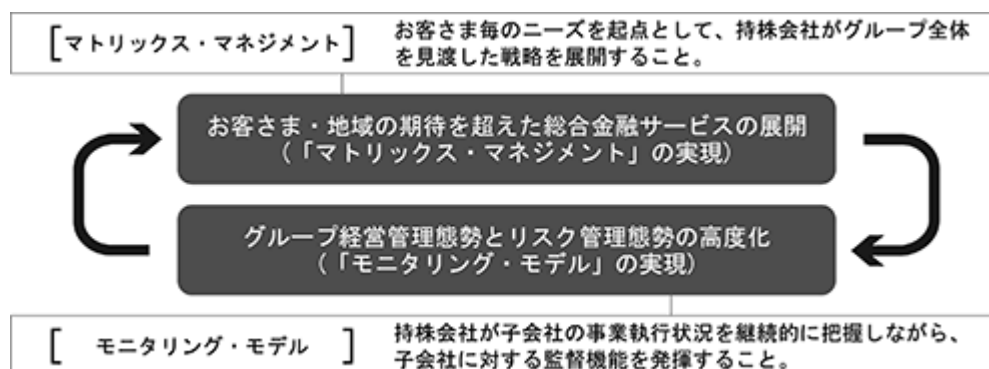 [マトリックス・マネジメント]
お客さま毎のニーズを起点として、持株会社がグループ全体
を見渡した戦略を展開すること。
お客さま・地域の期待を超えた総合金融サービスの展開
(「マトリックス・マネジメント」の実現)
グループ経営管理態勢とリスク管理態勢の高度化
(「モニタリング・モデル」の実現)
[モニタリング・モデル]
持株会社が子会社の事業執行状況を継続的に把握しながら、
子会社に対する監督機能を発揮すること。